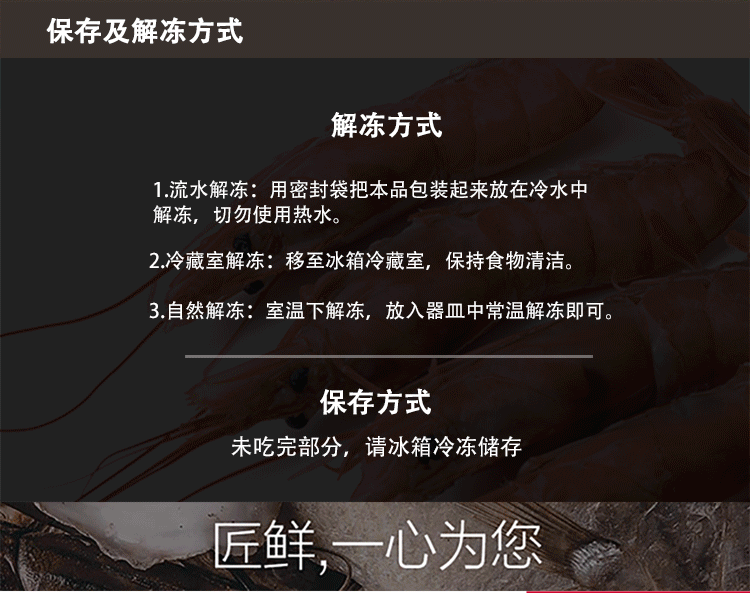 保存及解冻方式
解冻方式
1.流水解冻：用密封袋把本品包装起来放在冷水中
解冻，切勿使用热水。
2.冷藏室解冻：移至冰箱冷藏室，保持食物清洁。
3.自然解冻：室温下解冻，放入器皿中常温解冻即可。
保存方式
未吃完部分，请冰箱冷冻储存
匠鲜,一心为您